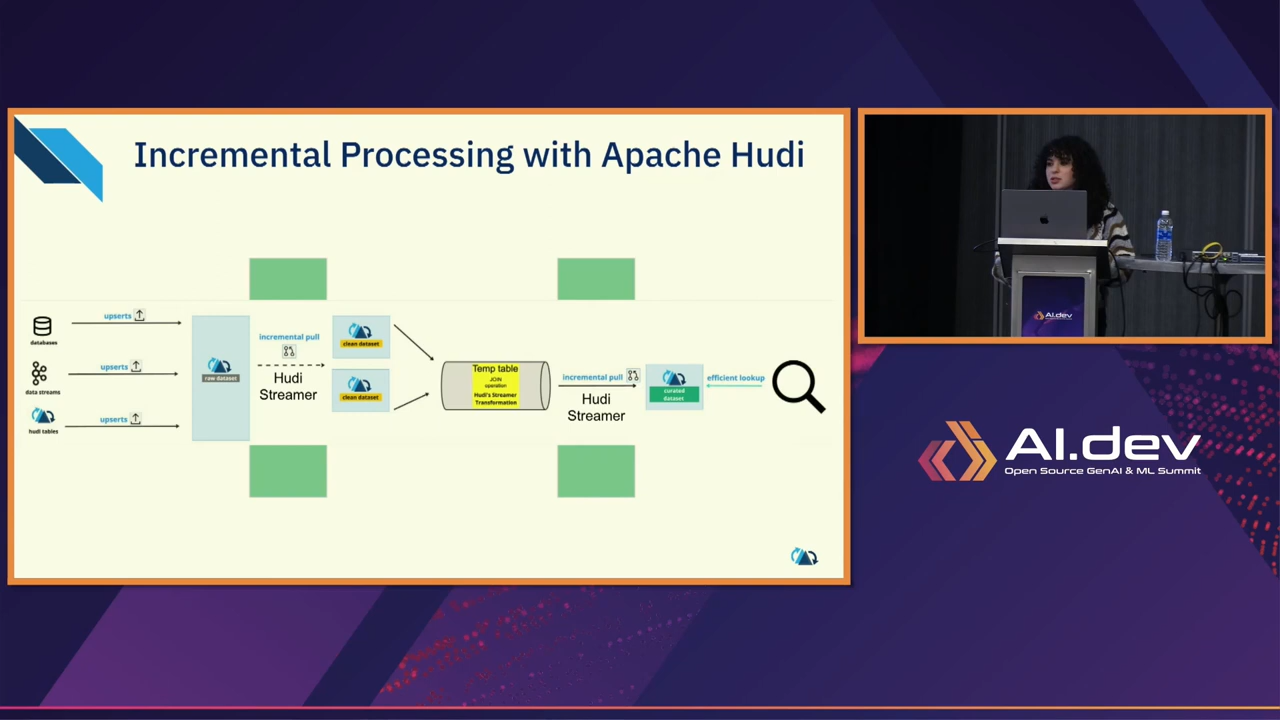 Incremental Processing with Apache Hudi
upserts
databases
upserts
data streams
upserts
hudi tables
raw dataset
incremental pull
Hudi
Streamer
clean dataset
clean dataset
Temp table
JOIN
operation
Hudi's Streamer
Transformation
incremental pull
Hudi
Streamer
curated
dataset
efficient lookup
AI.dev
AI.dev
Open Source GenAI & ML Summit